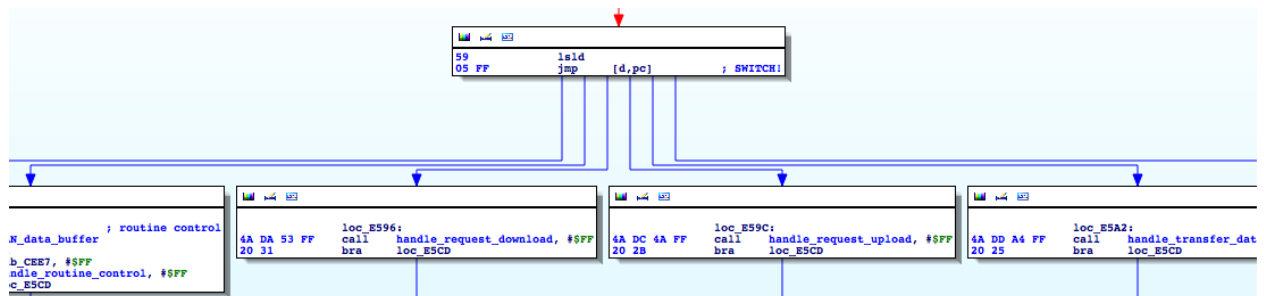 59 lsld
05 FF jmp [d,pc] ; SWITCH!
; routine control
N_data_buffer
b_CEE7, #$FF
ndle_routine_control, #$FF
c_E5CD
loc_E596:
4A DA 53 FF call handle_request_download, #$FF
20 31 bra loc_E5CD
loc_E59C:
4A DC 4A FF call handle_request_upload, #$FF
20 2B bra loc_E5CD
loc_E5A2:
4A DD A4 FF call handle_transfer_dat
20 25 bra loc_E5CD